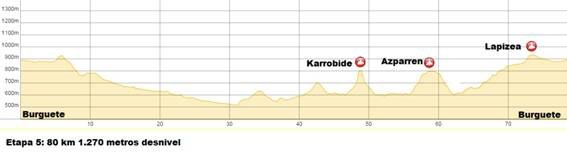 1300m
1200m
1100m
1000m
900m
800m
700m
600m
500m
Lapizea
Karrobide
Azparren
Burguete
Burguete
10
20
30
40
50
60
70
Etapa 5: 80 km 1.270 metros desnivel